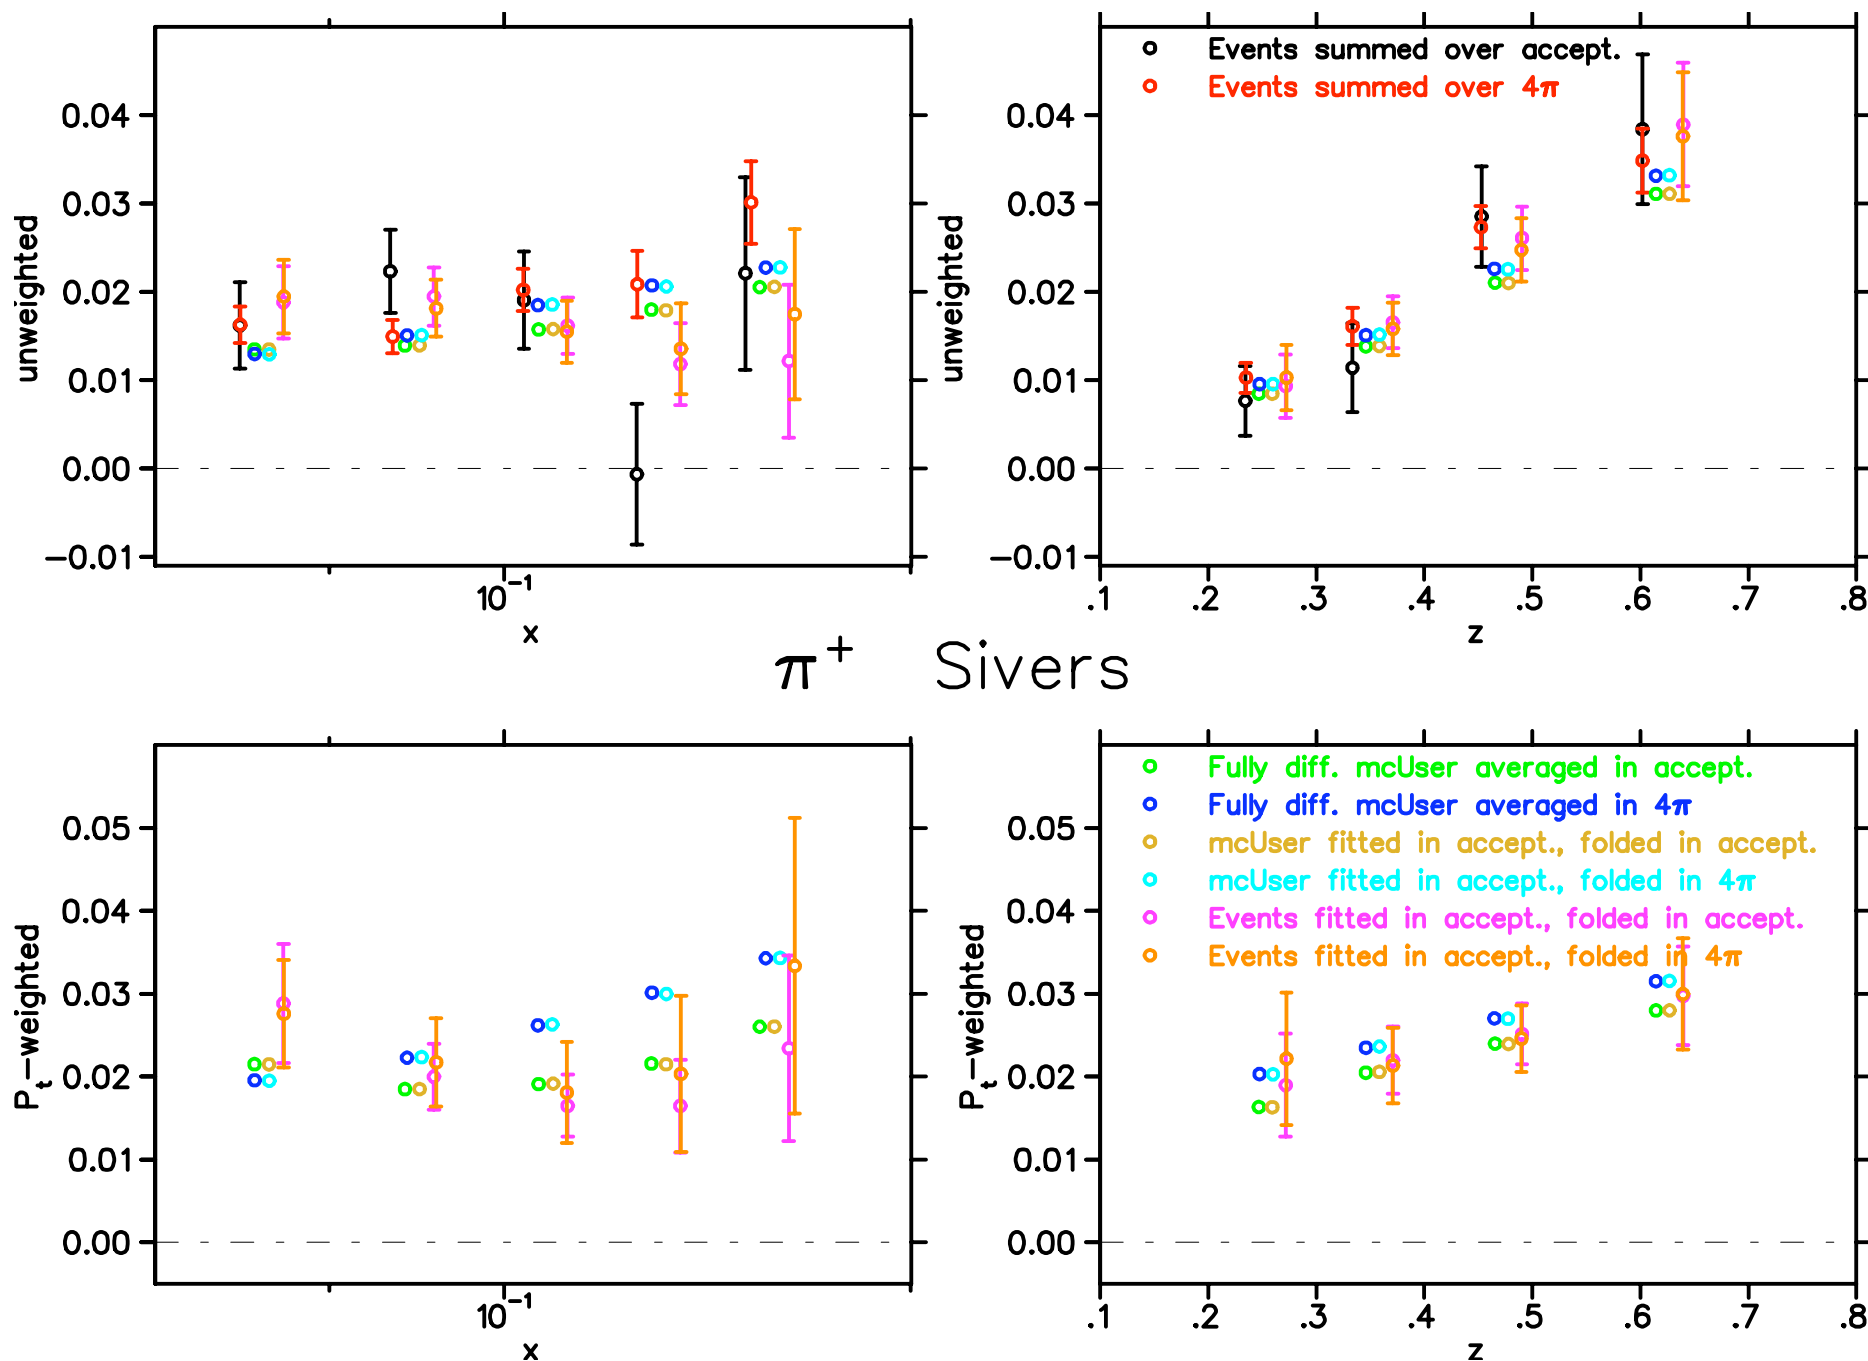 Events summed over accept.
Events summed over 4π
unweighted
0.04
0.03
0.02
0.01
0.00
−0.01
10⁻¹
x
unweighted
0.04
0.03
0.02
0.01
0.00
−0.01
.1 .2 .3 .4 .5 .6 .7 .8
z
π⁺ Sivers
Fully diff. mcUser averaged in accept.
Fully diff. mcUser averaged in 4π
mcUser fitted in accept., folded in accept.
mcUser fitted in accept., folded in 4π
Events fitted in accept., folded in accept.
Events fitted in accept., folded in 4π
Pₜ−weighted
0.05
0.04
0.03
0.02
0.01
0.00
10⁻¹
x
Pₜ−weighted
0.05
0.04
0.03
0.02
0.01
0.00
.1 .2 .3 .4 .5 .6 .7 .8
z